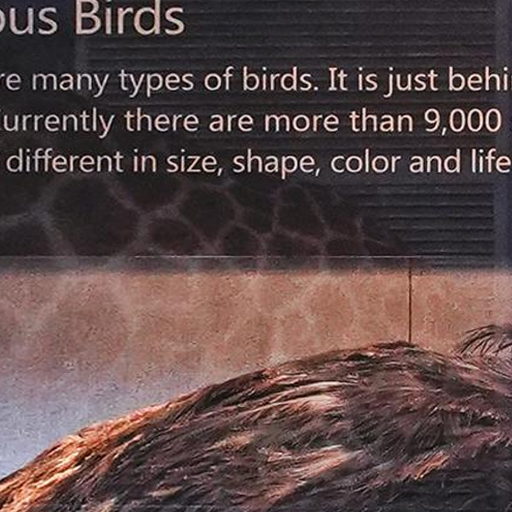 ous Birds
re many types of birds. It is just behi
urrently there are more than 9,000
different in size, shape, color and life